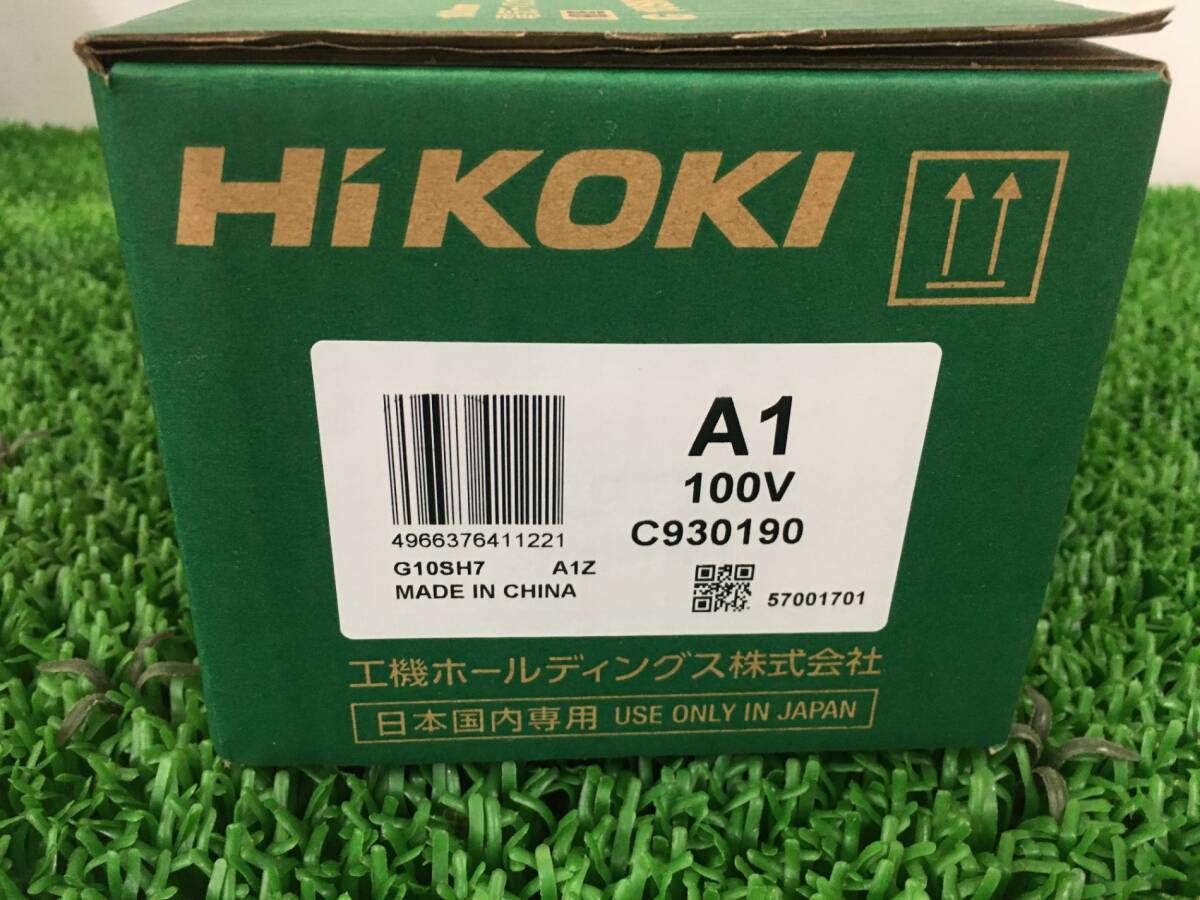 HiKOKI
A1
100V
C930190
4966376411221
G10SH7 A1Z
MADE IN CHINA
57001701
工機ホールディングス株式会社
日本国内専用 USE ONLY IN JAPAN